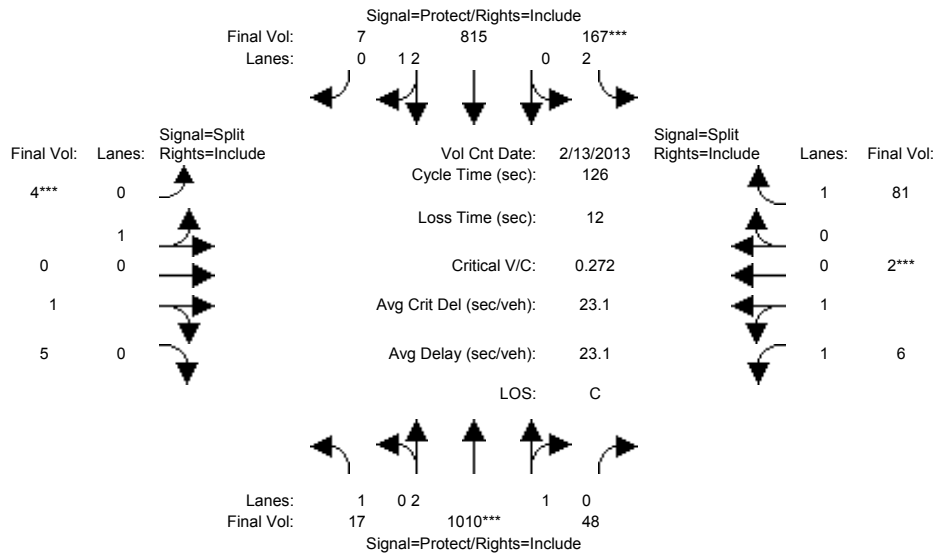 Signal=Protect/Rights=Include
Final Vol: 7 815 167***
Lanes: 0 1 2 0 2
Signal=Split
Rights=Include
Final Vol: Lanes:
Vol Cnt Date: 2/13/2013
Signal=Split
Rights=Include
Lanes: Final Vol:
Cycle Time (sec): 126
4*** 0
1 81
Loss Time (sec): 12
1
0
0 0
Critical V/C: 0.272
0 2***
1
Avg Crit Del (sec/veh): 23.1
1
5 0
Avg Delay (sec/veh): 23.1
1 6
LOS: C
Lanes: 1 0 2 1 0
Final Vol: 17 1010*** 48
Signal=Protect/Rights=Include